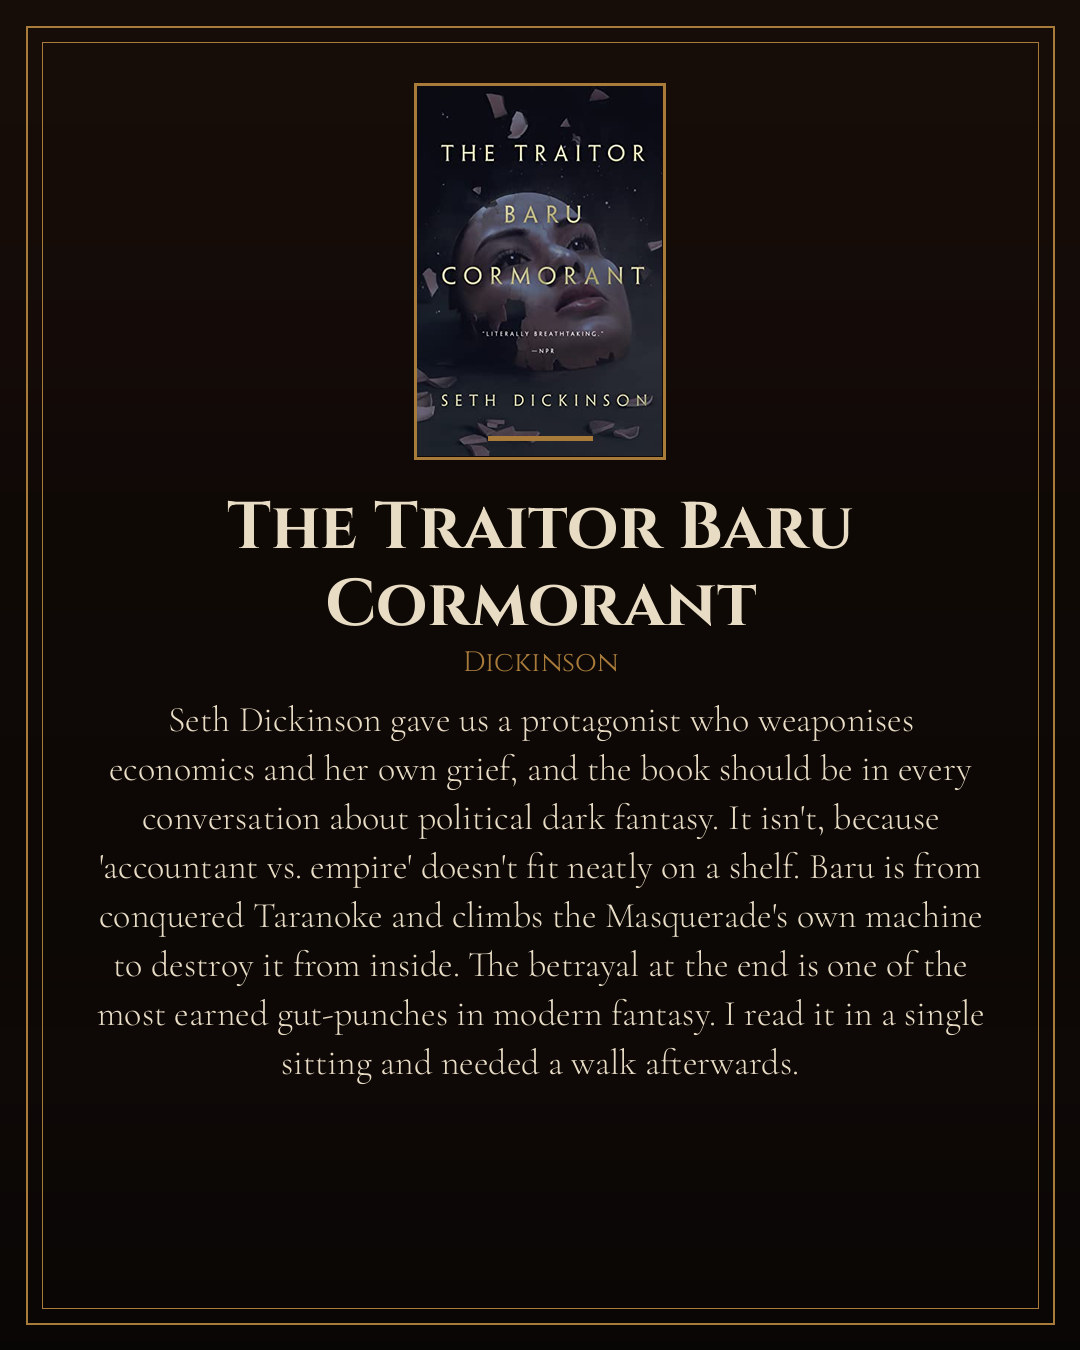 THE TRAITOR
BARU
CORMORANT
"LITERALLY BREATHTAKING."
—NPR
SETH DICKINSON
THE TRAITOR BARU
CORMORANT
DICKINSON
Seth Dickinson gave us a protagonist who weaponises
economics and her own grief, and the book should be in every
conversation about political dark fantasy. It isn't, because
'accountant vs. empire' doesn't fit neatly on a shelf. Baru is from
conquered Taranoke and climbs the Masquerade's own machine
to destroy it from inside. The betrayal at the end is one of the
most earned gut-punches in modern fantasy. I read it in a single
sitting and needed a walk afterwards.